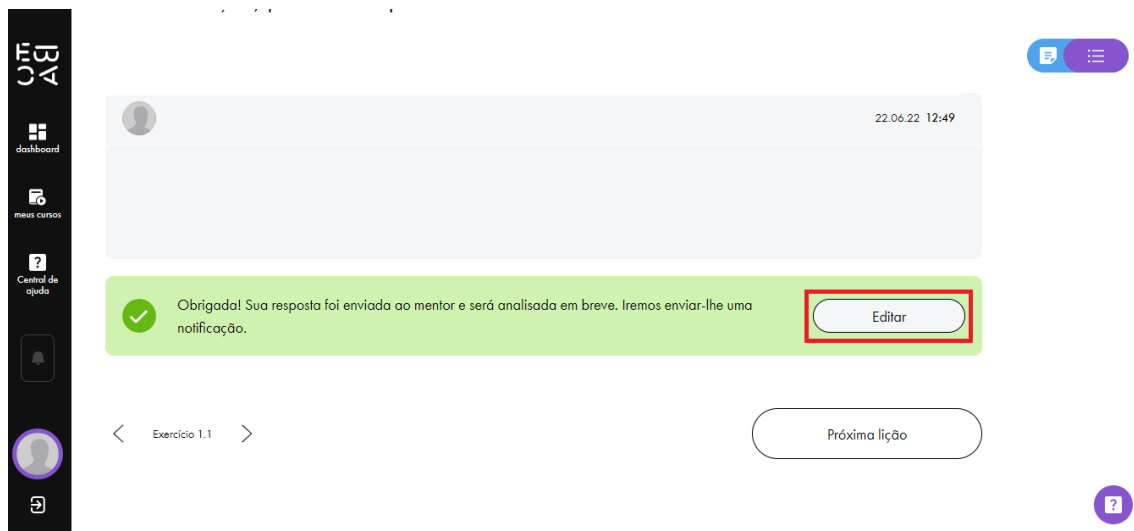 EBAC
dashboard
meus cursos
?
Central de
ajuda
22.06.22 12:49
Obrigada! Sua resposta foi enviada ao mentor e será analisada em breve. Iremos enviar-lhe uma
notificação.
Editar
Exercício 1.1
Próxima lição
?